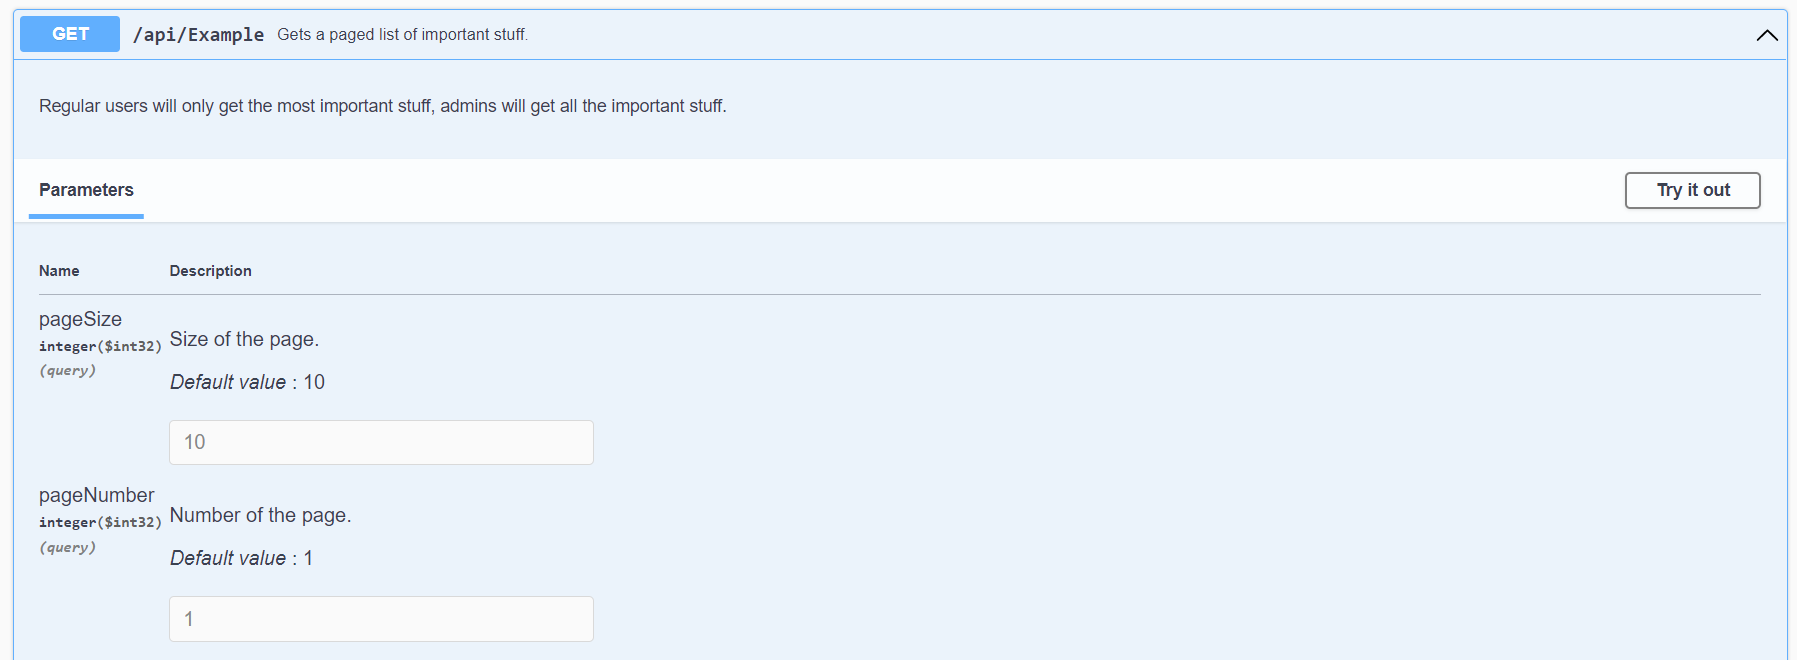 GET /api/Example Gets a paged list of important stuff.
Regular users will only get the most important stuff, admins will get all the important stuff.
Parameters Try it out
Name Description
pageSize
integer($int32)
(query)
Size of the page.
Default value : 10
10
pageNumber
integer($int32)
(query)
Number of the page.
Default value : 1
1